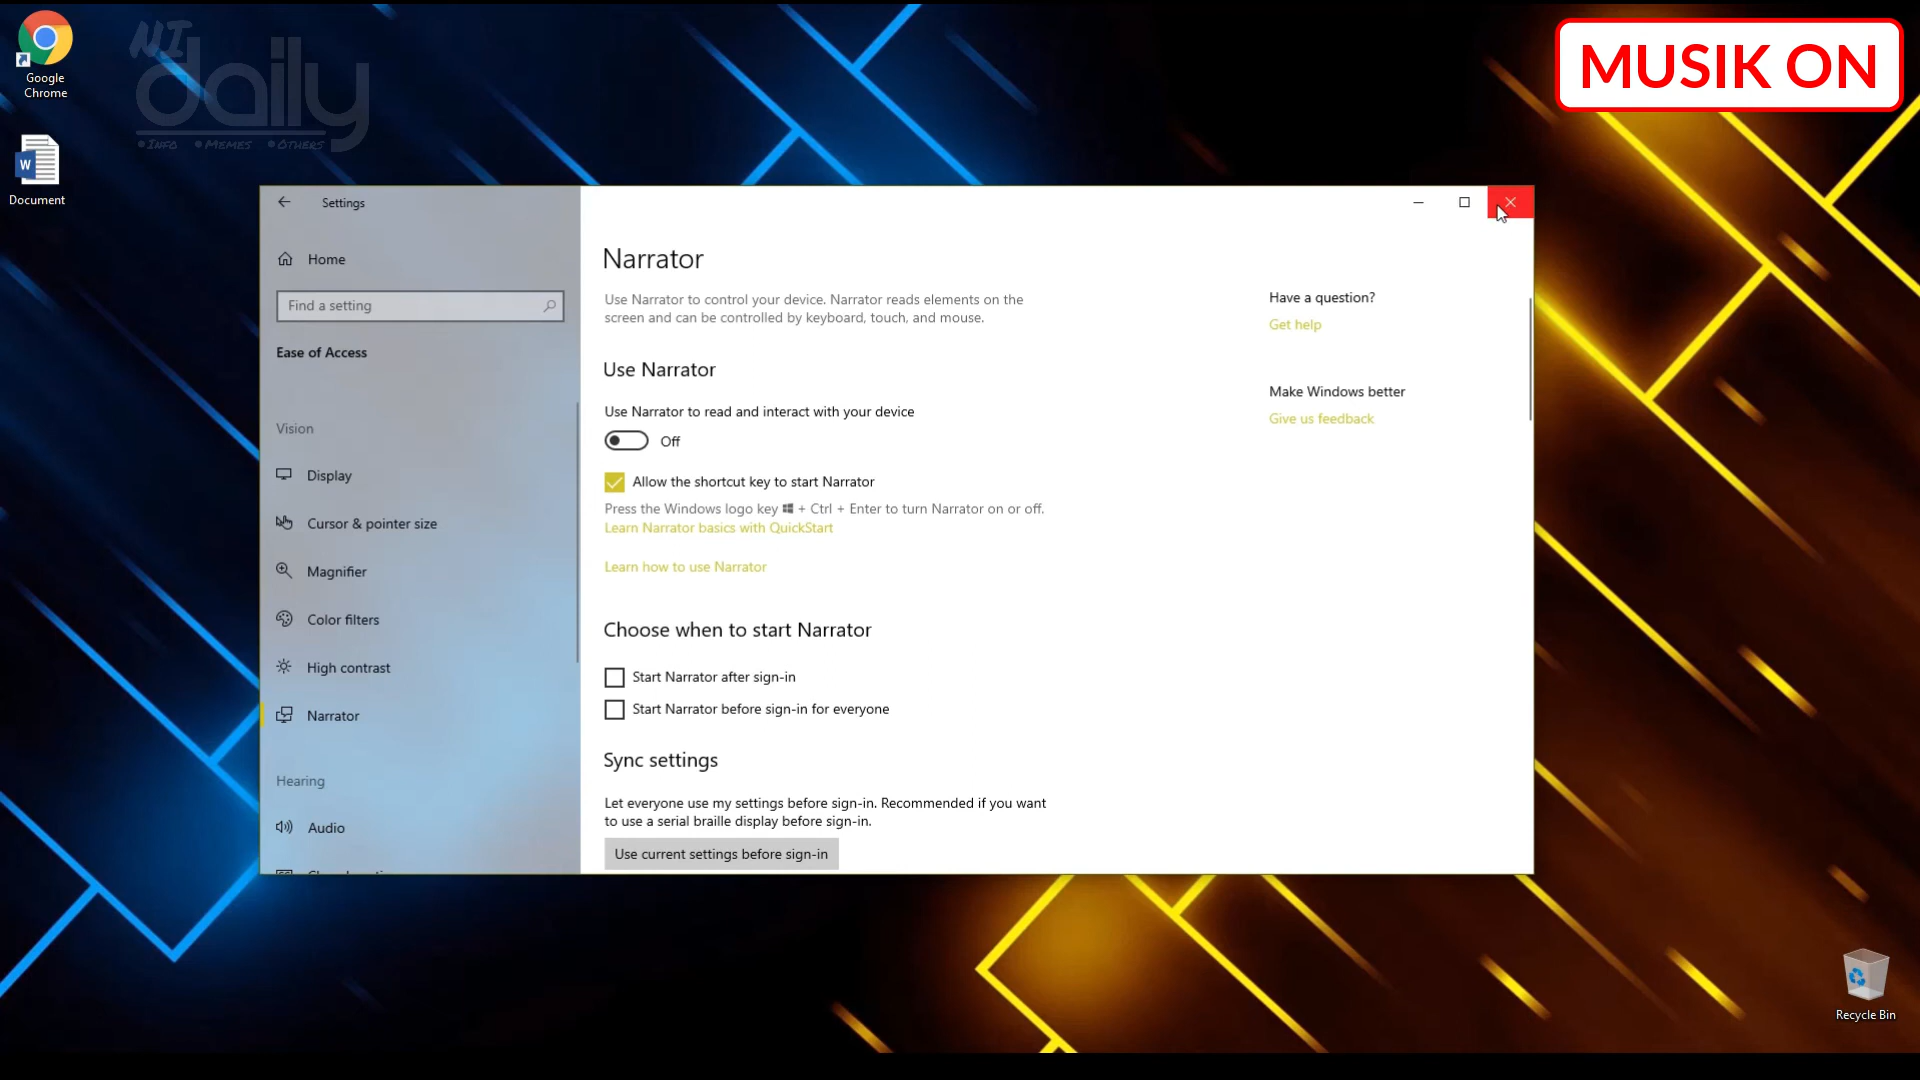 Google
Chrome
Document
NI
daily
•Info •Memes •Others
MUSIK ON
Settings
Home
Find a setting
Ease of Access
Vision
Display
Cursor & pointer size
Magnifier
Color filters
High contrast
Narrator
Hearing
Audio
Narrator
Use Narrator to control your device. Narrator reads elements on the
screen and can be controlled by keyboard, touch, and mouse.
Use Narrator
Use Narrator to read and interact with your device
Off
Allow the shortcut key to start Narrator
Press the Windows logo key + Ctrl + Enter to turn Narrator on or off.
Learn Narrator basics with QuickStart
Learn how to use Narrator
Choose when to start Narrator
Start Narrator after sign-in
Start Narrator before sign-in for everyone
Sync settings
Let everyone use my settings before sign-in. Recommended if you want
to use a serial braille display before sign-in.
Use current settings before sign-in
Have a question?
Get help
Make Windows better
Give us feedback
Recycle Bin